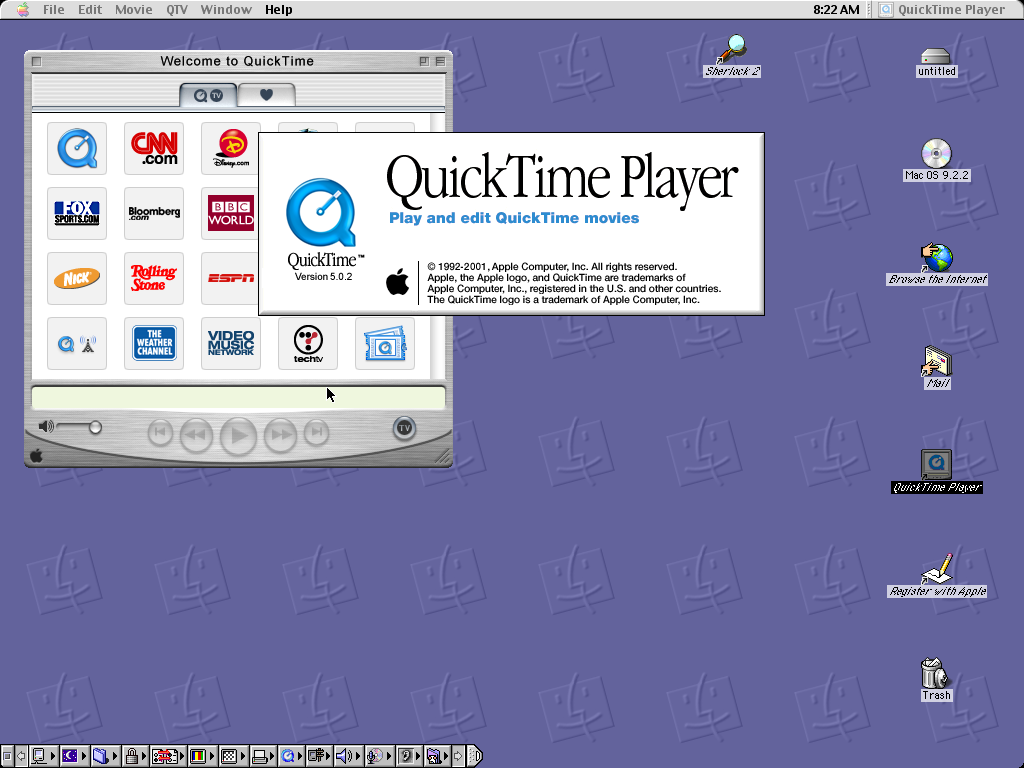 File Edit Movie QTV Window Help
8:22 AM
QuickTime Player
Welcome to QuickTime
TV
CNN
.com
Disney.com
FOX
SPORTS.COM
Bloomberg
.com
BBC
WORLD
NICK
Rolling
Stone
ESPN
THE
WEATHER
CHANNEL
VIDEO
MUSIC
NETWORK
techtv
QuickTime Player
Play and edit QuickTime movies
QuickTime™
Version 5.0.2
© 1992-2001, Apple Computer, Inc. All rights reserved.
Apple, the Apple logo, and QuickTime are trademarks of
Apple Computer, Inc., registered in the U.S. and other countries.
The QuickTime logo is a trademark of Apple Computer, Inc.
TV
Sherlock 2
untitled
Mac OS 9.2.2
Browse the Internet
Mail
QuickTime Player
Register with Apple
Trash